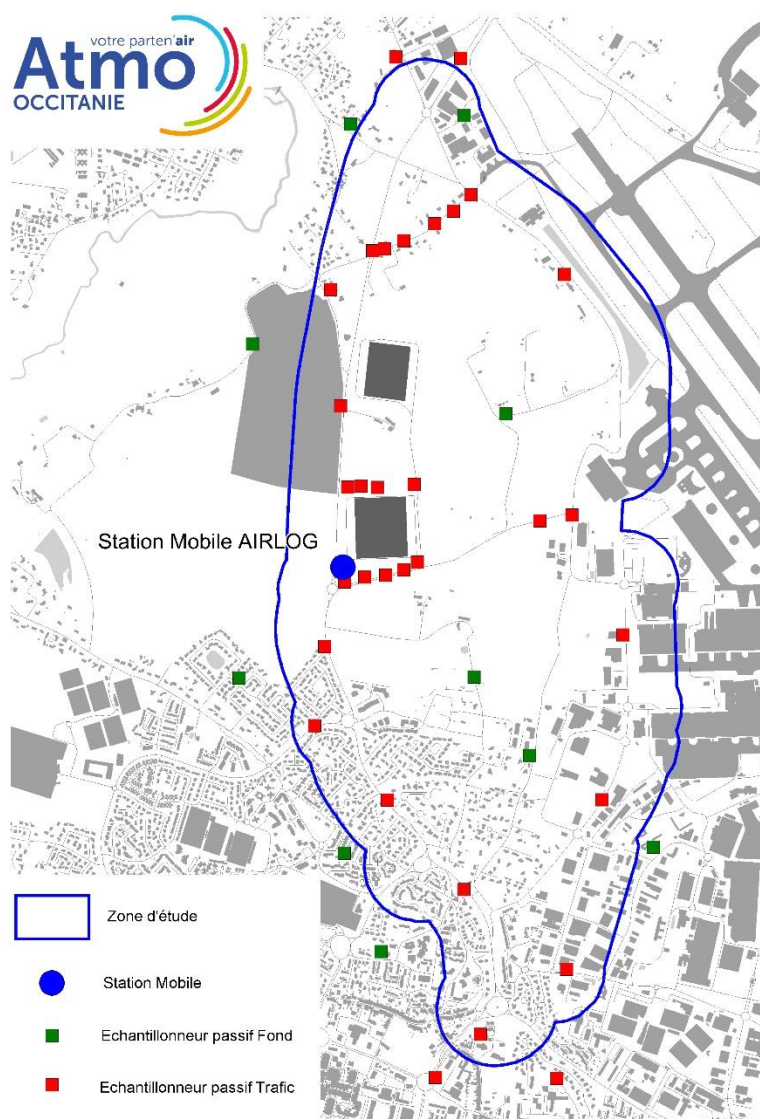 votre parten'air
Atmo
OCCITANIE
Station Mobile AIRLOG
Zone d'étude
Station Mobile
Echantillonneur passif Fond
Echantillonneur passif Trafic